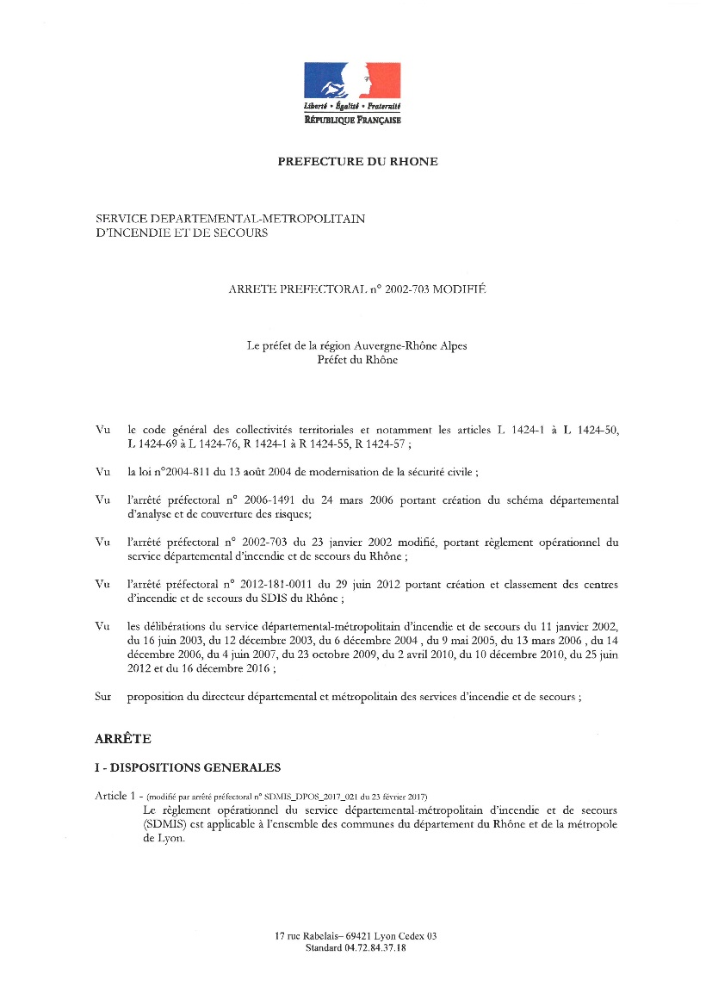 Liberté • Égalité • Fraternité
RÉPUBLIQUE FRANÇAISE
PREFECTURE DU RHONE
SERVICE DEPARTEMENTAL-METROPOLITAIN
D'INCENDIE ET DE SECOURS
ARRETE PREFECTORAL n° 2002-703 MODIFIÉ
Le préfet de la région Auvergne-Rhône Alpes
Préfet du Rhône
Vu le code général des collectivités territoriales et notamment les articles L 1424-1 à L 1424-50,
L 1424-69 à L 1424-76, R 1424-1 à R 1424-55, R 1424-57 ;
Vu la loi n°2004-811 du 13 août 2004 de modernisation de la sécurité civile ;
Vu l'arrêté préfectoral n° 2006-1491 du 24 mars 2006 portant création du schéma départemental
d'analyse et de couverture des risques;
Vu l'arrêté préfectoral n° 2002-703 du 23 janvier 2002 modifié, portant règlement opérationnel du
service départemental d'incendie et de secours du Rhône ;
Vu l'arrêté préfectoral n° 2012-181-0011 du 29 juin 2012 portant création et classement des centres
d'incendie et de secours du SDIS du Rhône ;
Vu les délibérations du service départemental-métropolitain d'incendie et de secours du 11 janvier 2002,
du 16 juin 2003, du 12 décembre 2003, du 6 décembre 2004 , du 9 mai 2005, du 13 mars 2006 , du 14
décembre 2006, du 4 juin 2007, du 23 octobre 2009, du 2 avril 2010, du 10 décembre 2010, du 25 juin
2012 et du 16 décembre 2016 ;
Sur proposition du directeur départemental et métropolitain des services d'incendie et de secours ;
ARRÊTE
I - DISPOSITIONS GENERALES
Article 1 - (modifié par arrêté préfectoral n° SDMIS_DPOS_2017_021 du 23 février 2017)
Le règlement opérationnel du service départemental-métropolitain d'incendie et de secours
(SDMIS) est applicable à l'ensemble des communes du département du Rhône et de la métropole
de Lyon.
17 rue Rabelais– 69421 Lyon Cedex 03
Standard 04.72.84.37.18